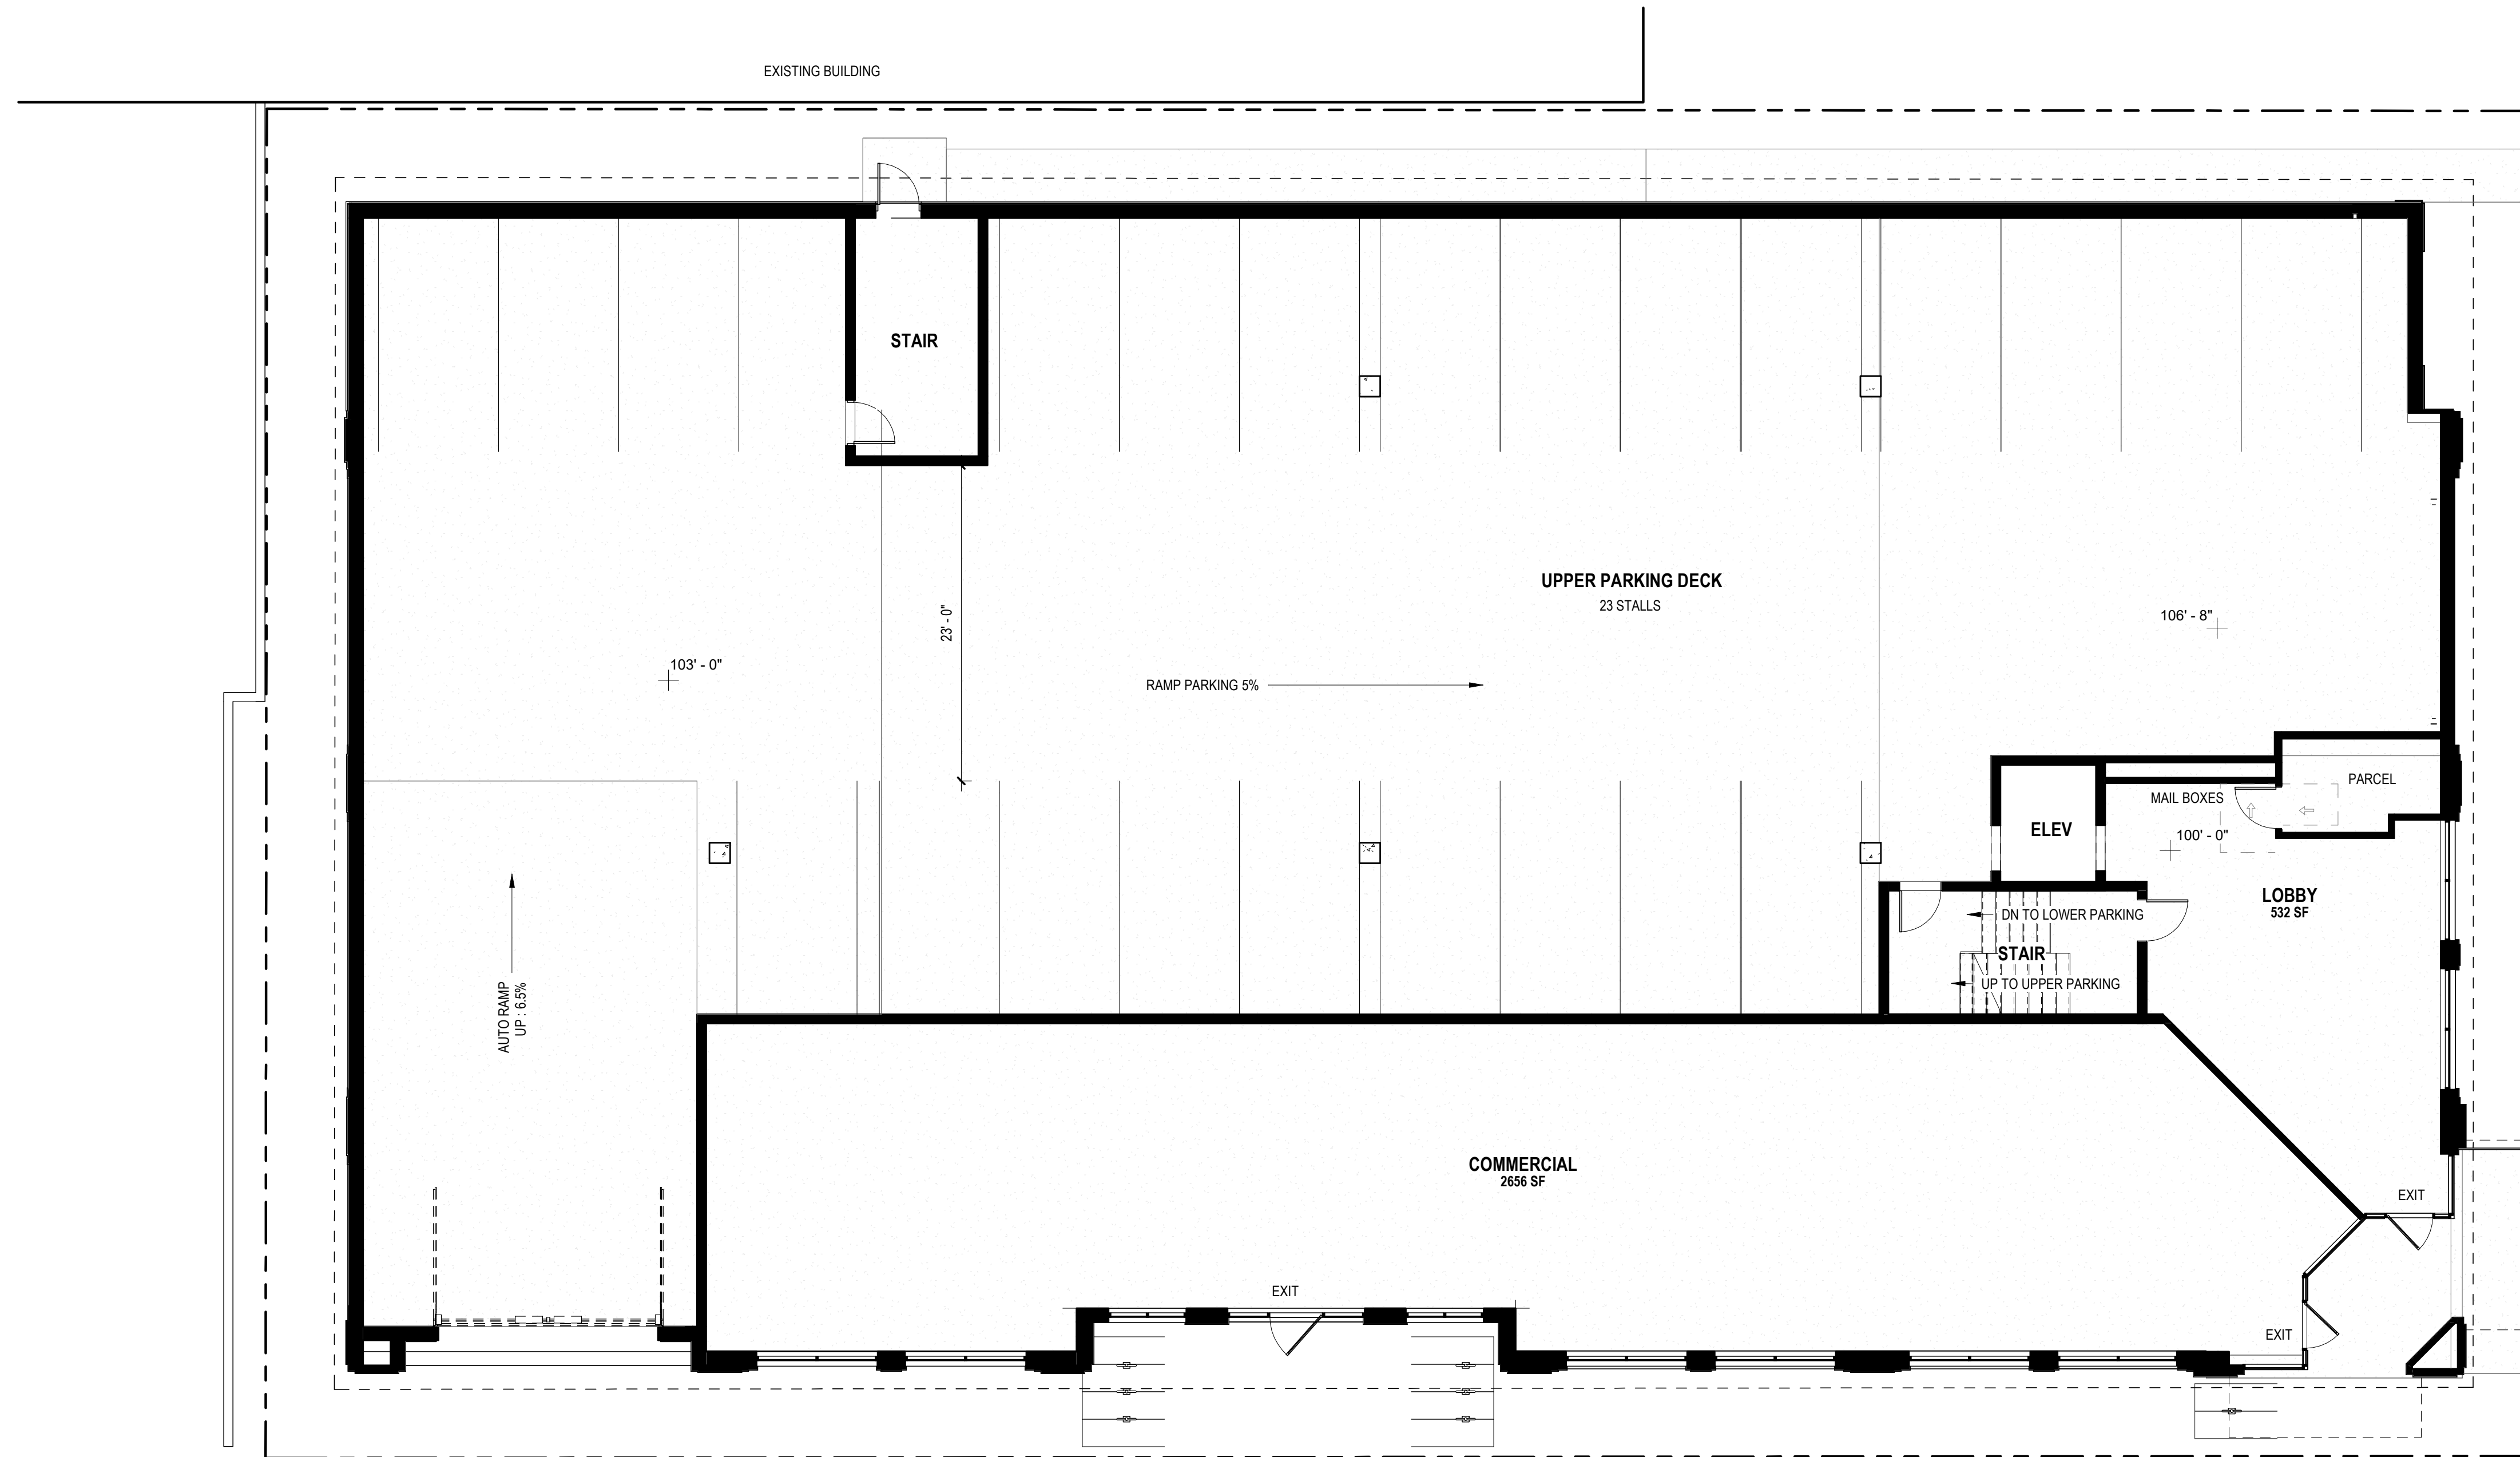 EXISTING BUILDING
STAIR
UPPER PARKING DECK
23 STALLS
23' - 0"
106' - 8"
103' - 0"
RAMP PARKING 5%
PARCEL
MAIL BOXES
ELEV
100' - 0"
LOBBY
532 SF
DN TO LOWER PARKING
STAIR
UP TO UPPER PARKING
AUTO RAMP
UP : 6.5%
COMMERCIAL
2656 SF
EXIT
EXIT
EXIT